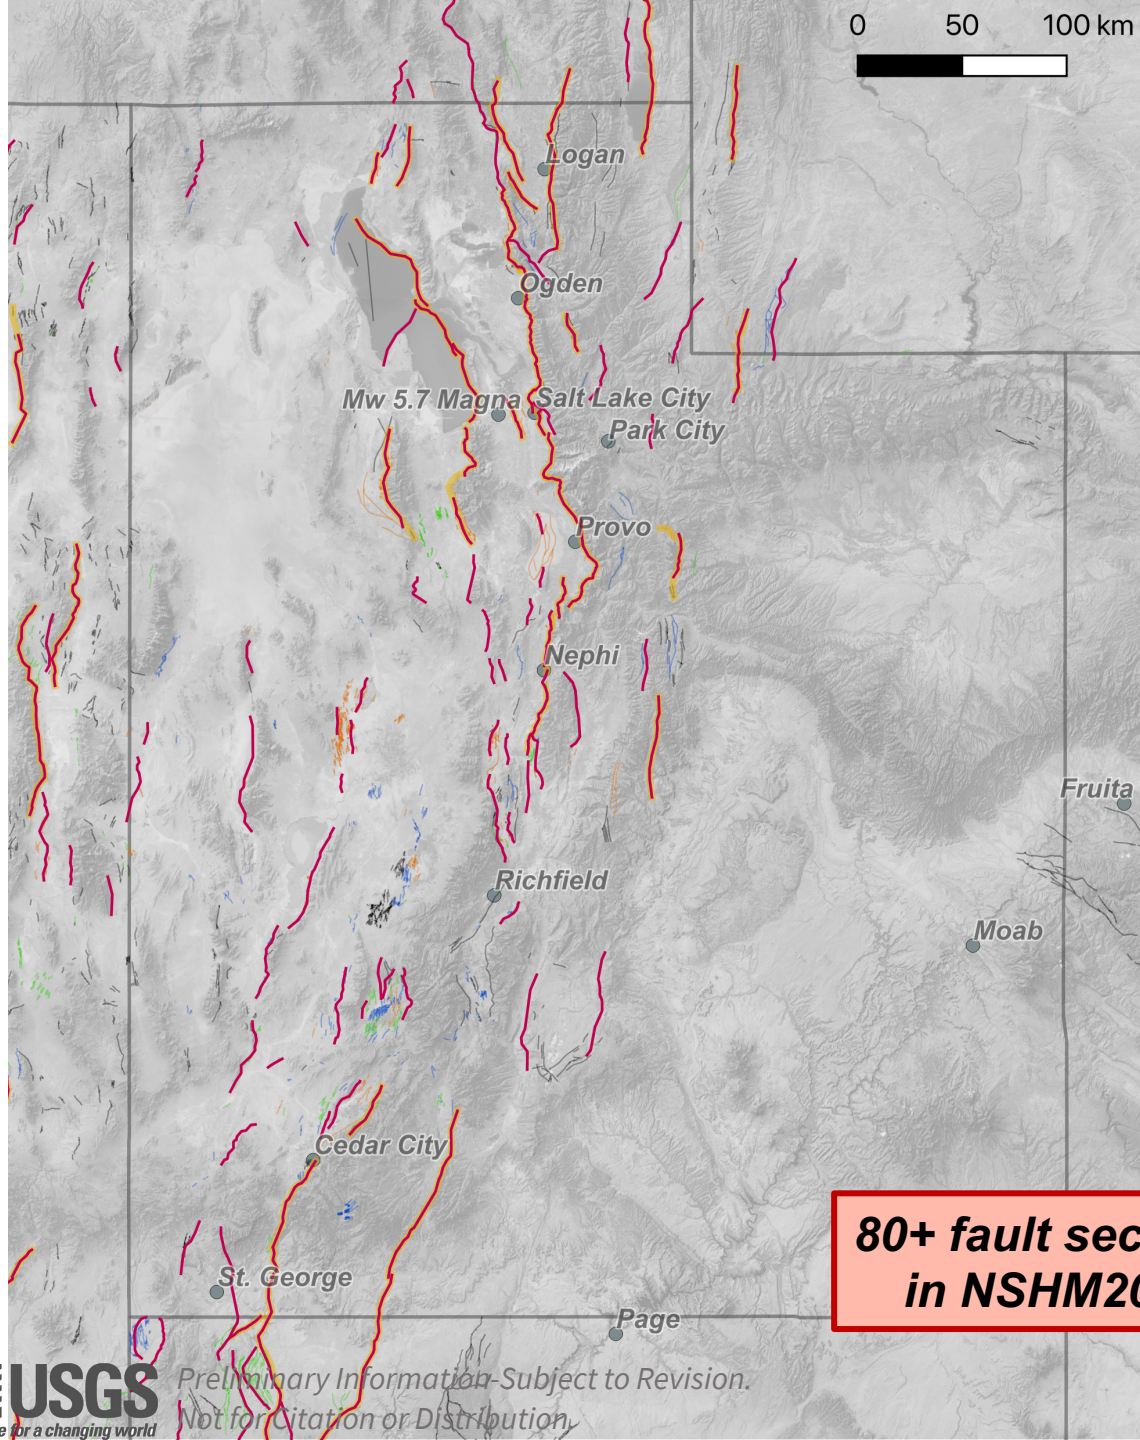 0 50 100 km
Logan
Ogden
Mw 5.7 Magna
Salt Lake City
Park City
Provo
Nephi
Fruita
Richfield
Moab
Cedar City
80+ fault sec
in NSHM20
St. George
Page
USGS
Preliminary Information-Subject to Revision.
Not for Citation or Distribution.
e for a changing world